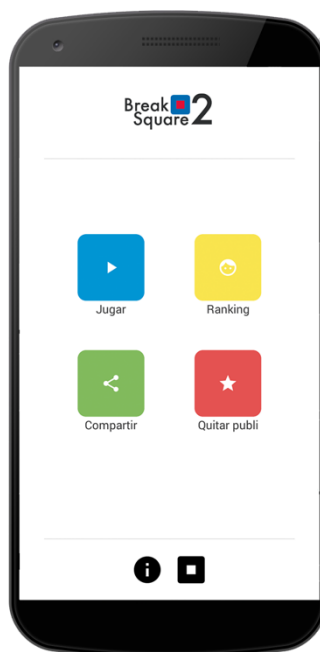 Break
Square 2
Jugar
Ranking
Compartir
Quitar publi